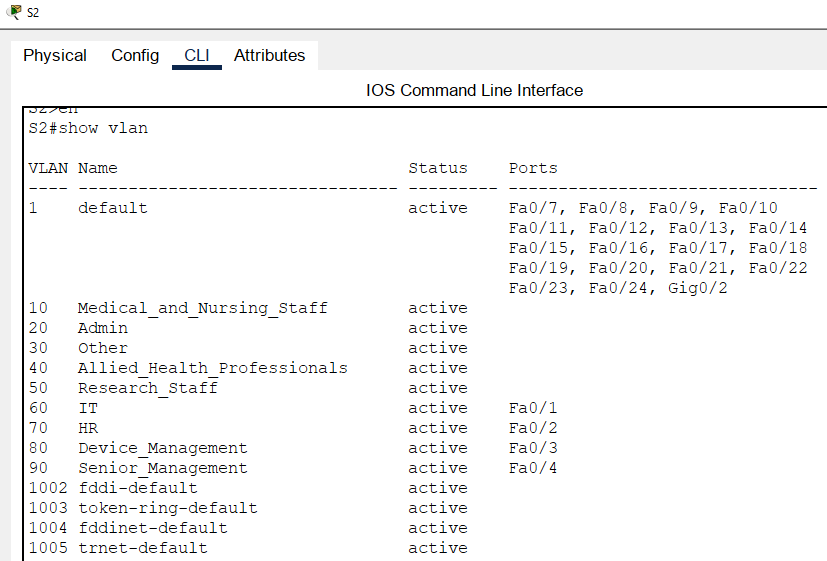 S2
Physical Config CLI Attributes
IOS Command Line Interface
S2>en
S2#show vlan
VLAN Name                             Status    Ports
---- -------------------------------- --------- -------------------------------
1    default                          active    Fa0/7, Fa0/8, Fa0/9, Fa0/10
                                                Fa0/11, Fa0/12, Fa0/13, Fa0/14
                                                Fa0/15, Fa0/16, Fa0/17, Fa0/18
                                                Fa0/19, Fa0/20, Fa0/21, Fa0/22
                                                Fa0/23, Fa0/24, Gig0/2
10   Medical_and_Nursing_Staff        active
20   Admin                            active
30   Other                            active
40   Allied_Health_Professionals      active
50   Research_Staff                   active
60   IT                               active    Fa0/1
70   HR                               active    Fa0/2
80   Device_Management                active    Fa0/3
90   Senior_Management                active    Fa0/4
1002 fddi-default                     active
1003 token-ring-default               active
1004 fddinet-default                  active
1005 trnet-default                    active